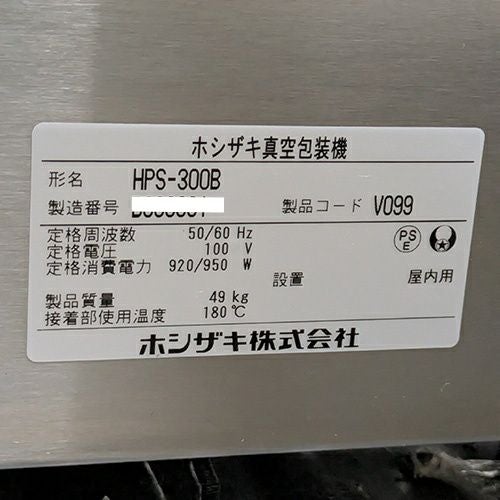 ホシザキ真空包装機
形名 HPS-300B
製造番号 製品コード V099
定格周波数 50/60 Hz
定格電圧 100 V
定格消費電力 920/950 W
設置 屋内用
製品質量 49 kg
接着部使用温度 180℃
PS
E
ホシザキ株式会社